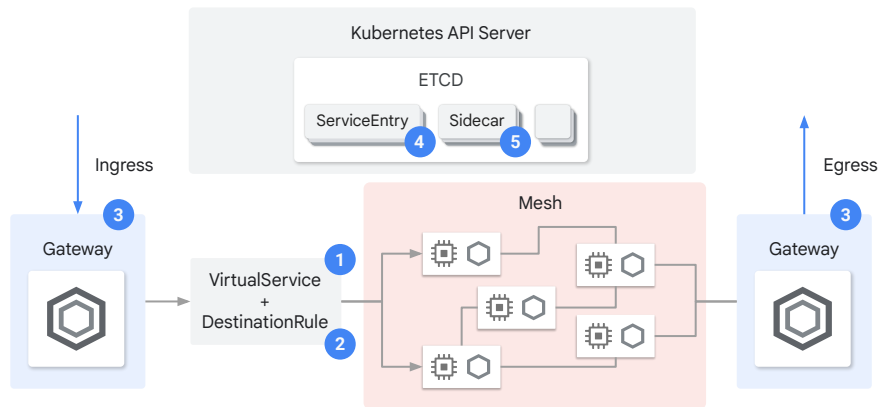 Kubernetes API Server
ETCD
ServiceEntry
4
Sidecar
5
Ingress
Egress
3
Gateway
1
VirtualService
+
DestinationRule
2
Mesh
3
Gateway